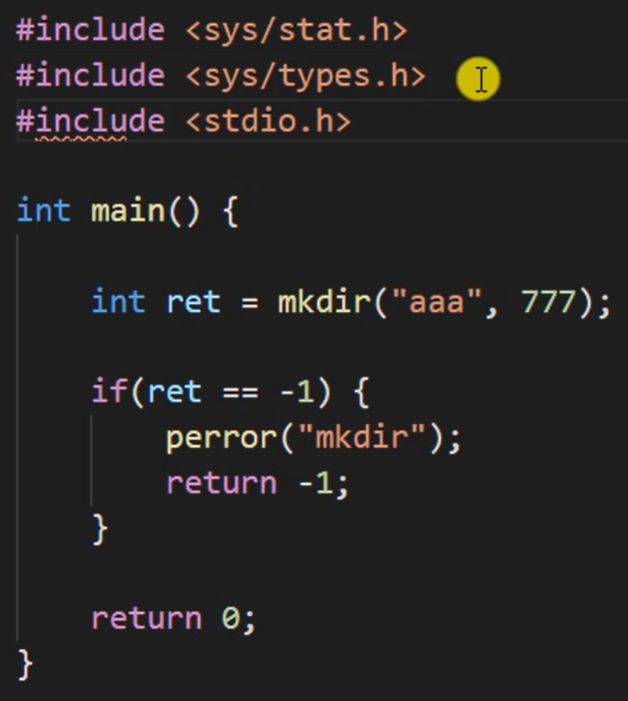 #include <sys/stat.h>
#include <sys/types.h>
#include <stdio.h>
int main() {
int ret = mkdir("aaa", 777);
if(ret == -1) {
perror("mkdir");
return -1;
}
return 0;
}